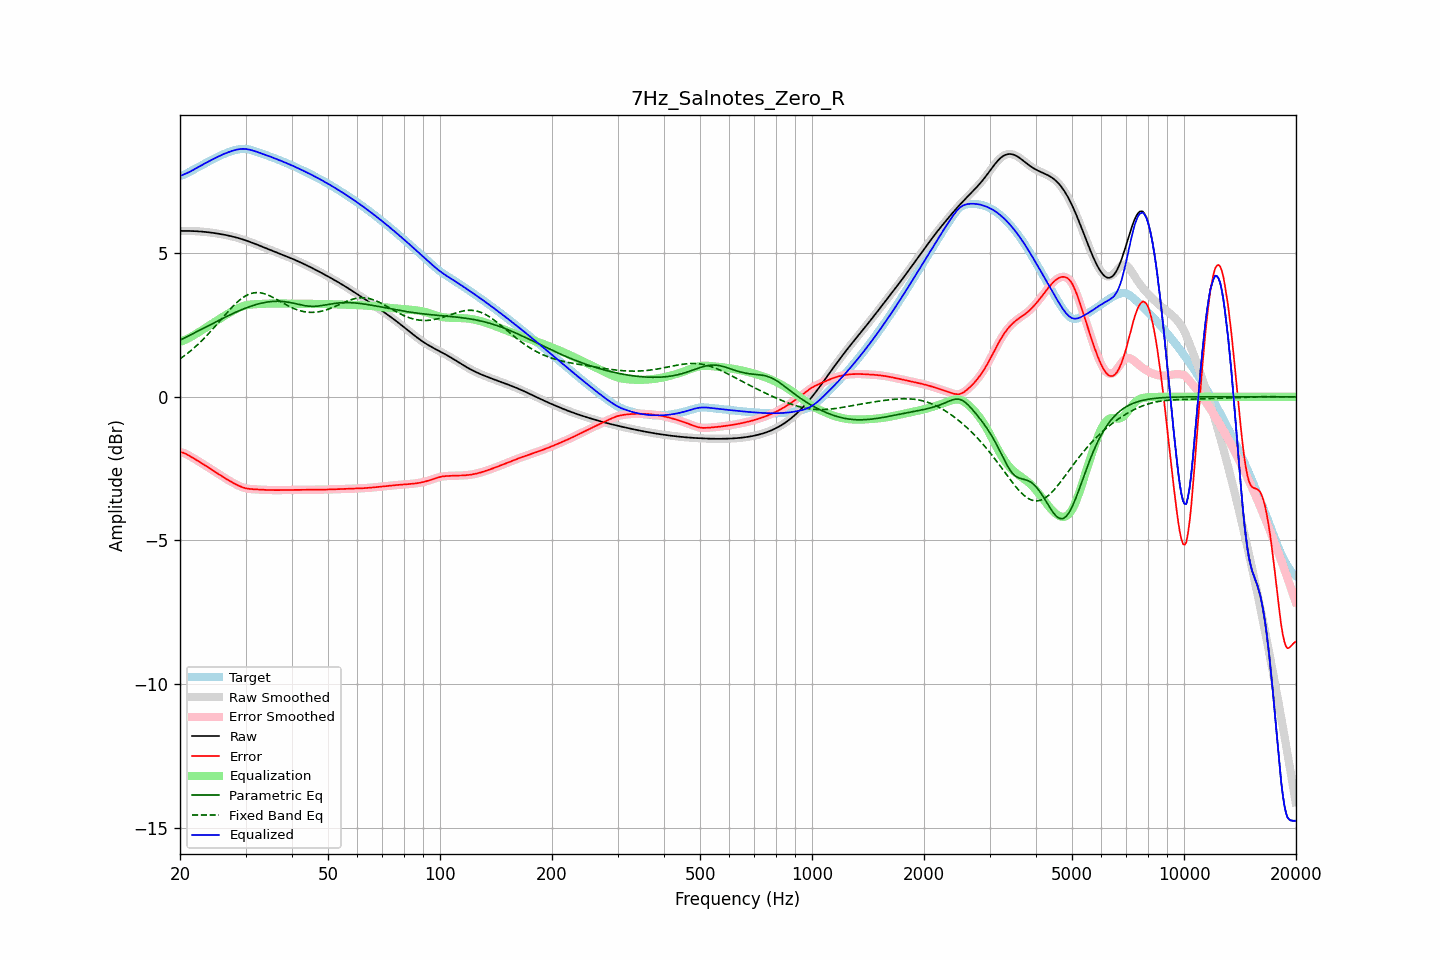 7Hz_Salnotes_Zero_R
Amplitude (dBr)
5
0
−5
−10
−15
Target
Raw Smoothed
Error Smoothed
Raw
Error
Equalization
Parametric Eq
Fixed Band Eq
Equalized
20 50 100 200 500 1000 2000 5000 10000 20000
Frequency (Hz)